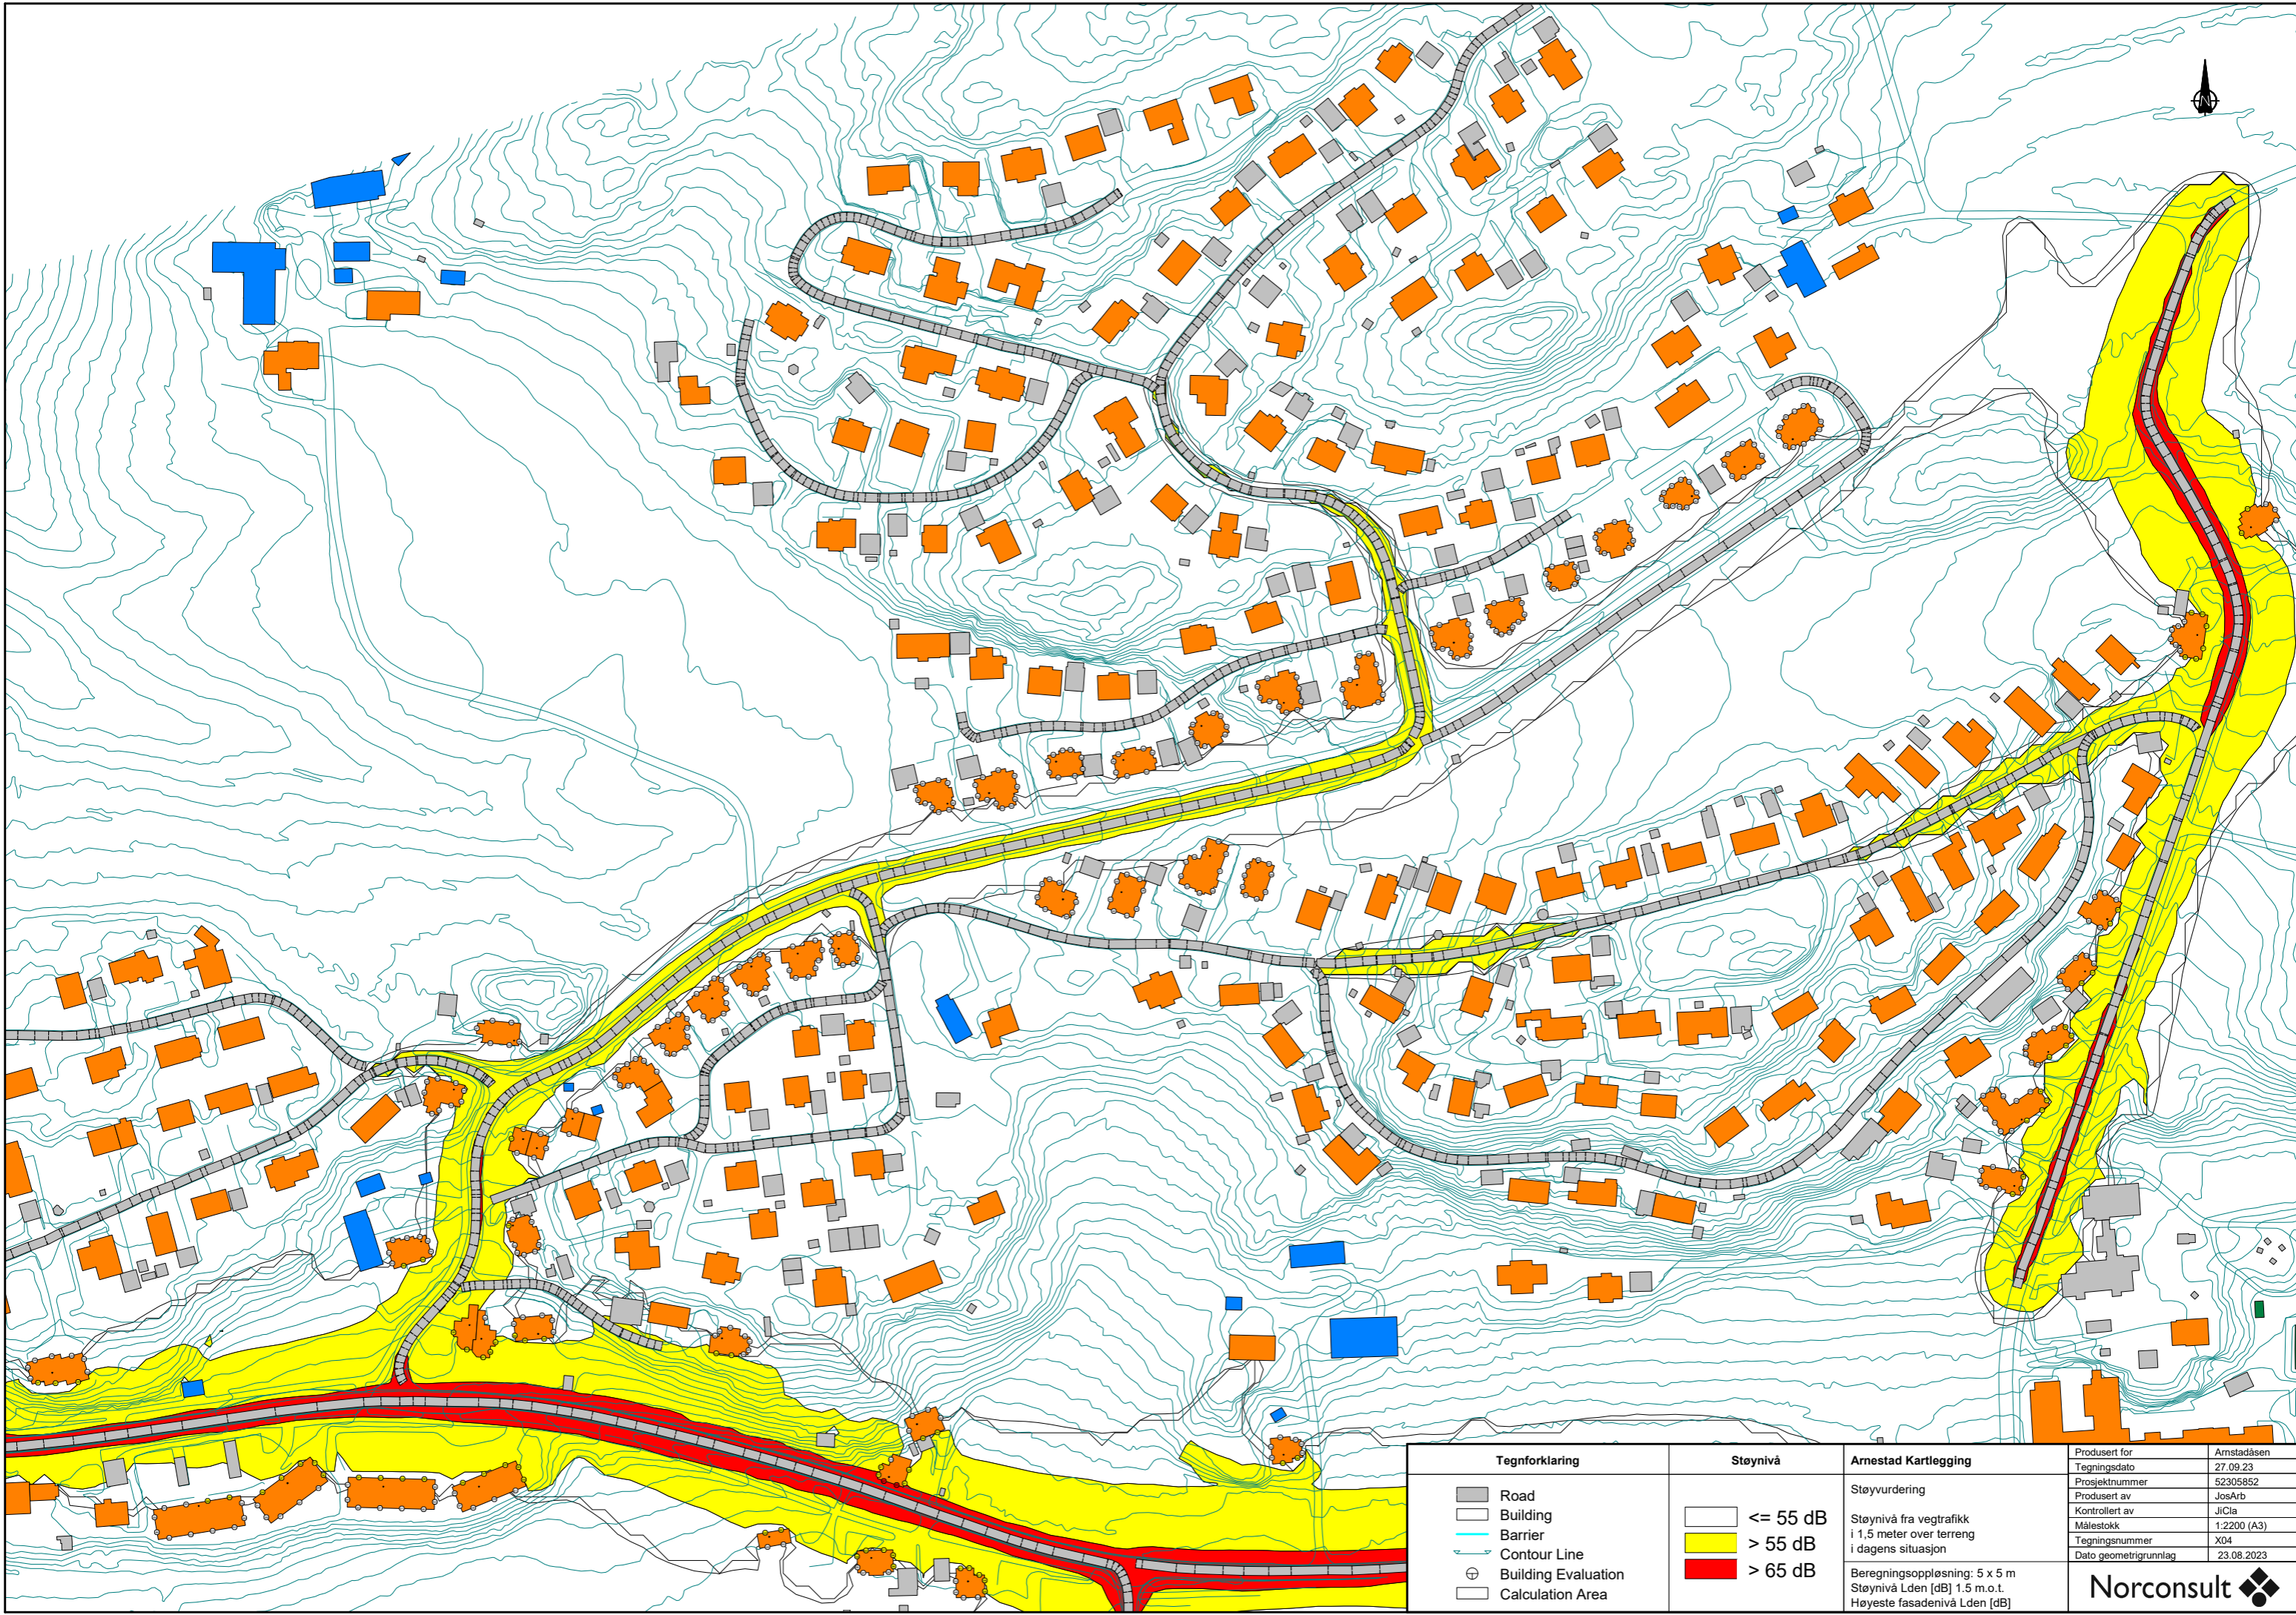 N
Tegnforklaring
Road
Building
Barrier
Contour Line
Building Evaluation
Calculation Area
Støynivå
<= 55 dB
> 55 dB
> 65 dB
Arnestad Kartlegging
Støyvurdering
Støynivå fra vegtrafikk
i 1,5 meter over terreng
i dagens situasjon
Beregningsoppløsning: 5 x 5 m
Støynivå Lden [dB] 1.5 m.o.t.
Høyeste fasadenivå Lden [dB]
Produsert for Arnstadåsen
Tegningsdato 27.09.23
Prosjektnummer 52305852
Produsert av JosArb
Kontrollert av JiCla
Målestokk 1:2200 (A3)
Tegningsnummer X04
Dato geometrigrunnlag 23.08.2023
Norconsult